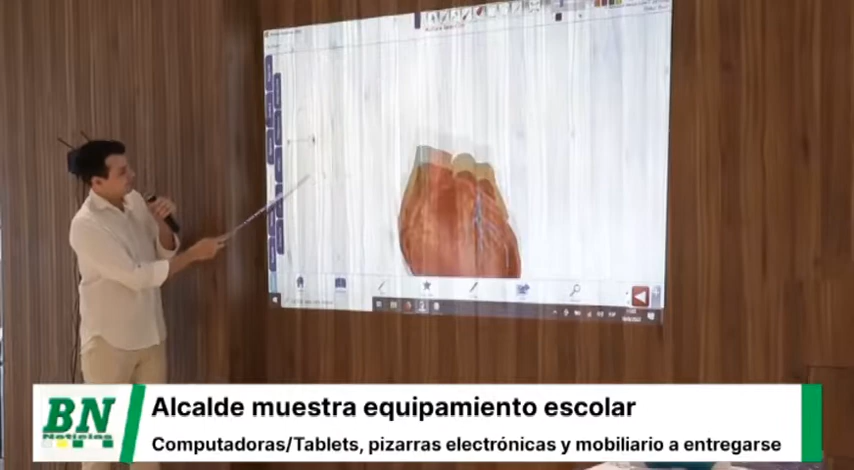 BN
Noticias
Alcalde muestra equipamiento escolar
Computadoras/Tablets, pizarras electrónicas y mobiliario a entregarse